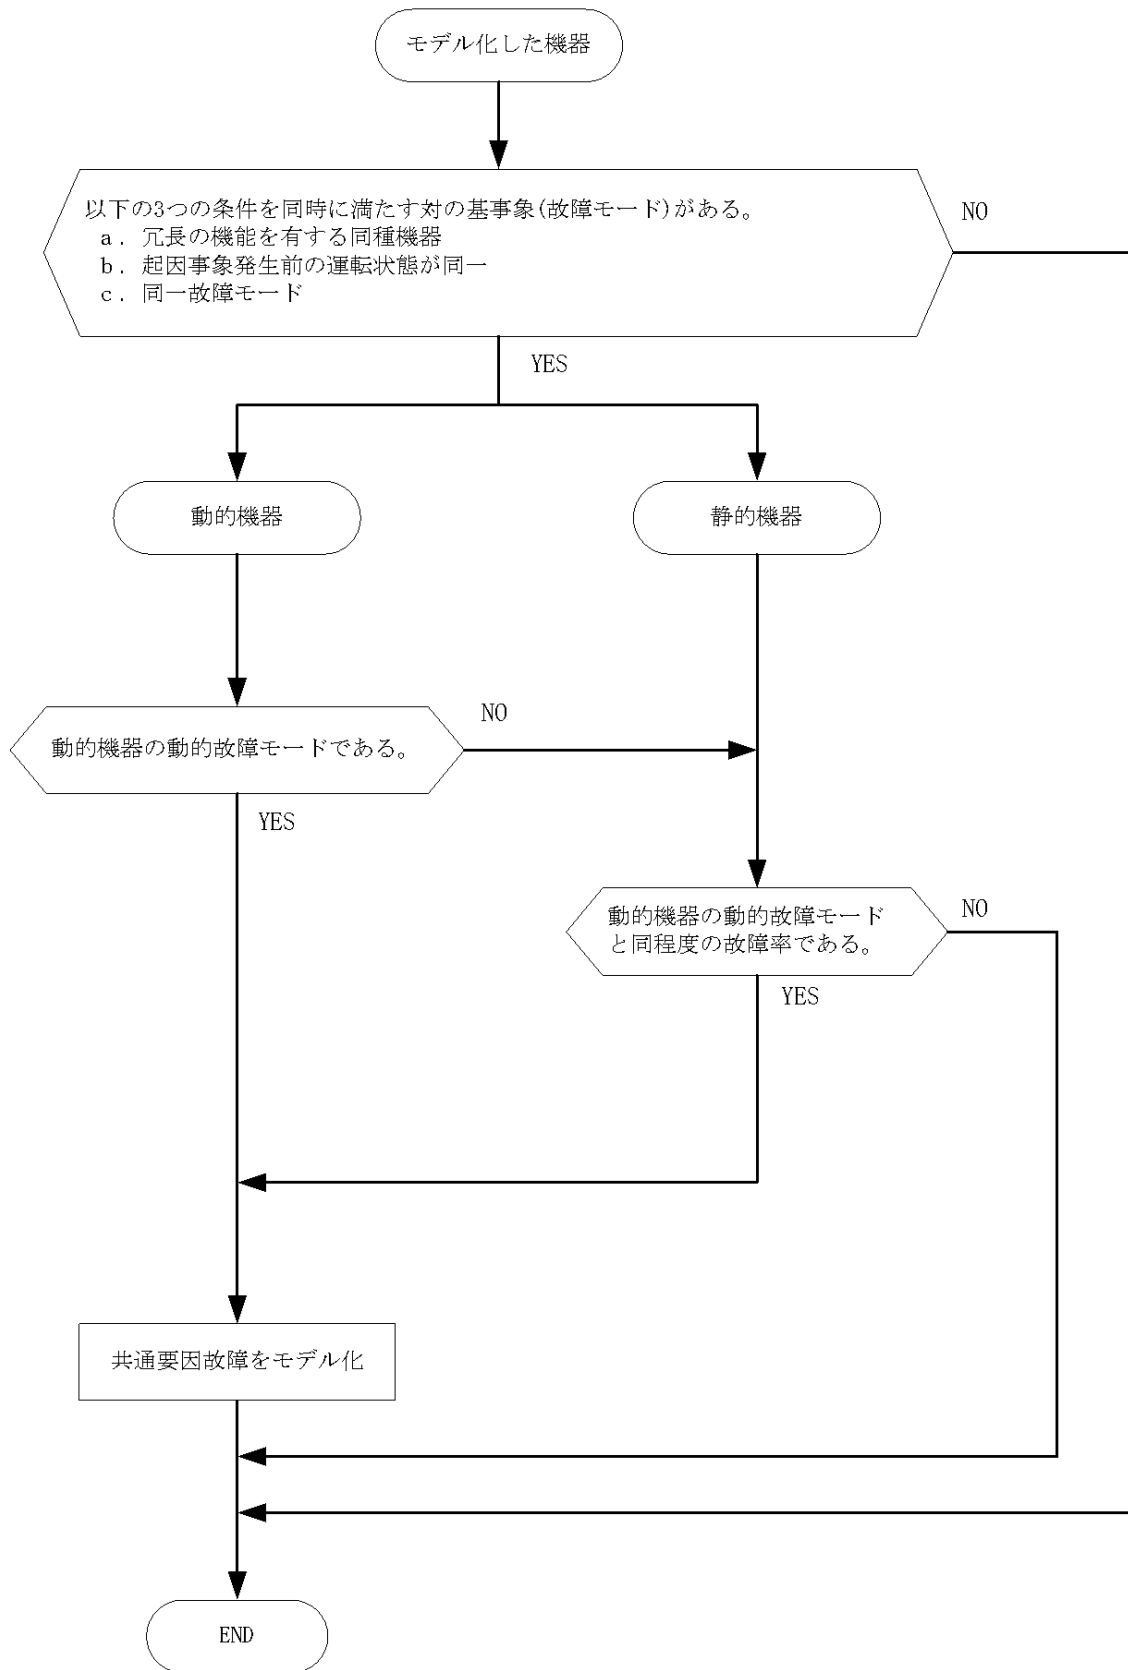 モデル化した機器
以下の3つの条件を同時に満たす対の基事象(故障モード)がある。
a. 冗長の機能を有する同種機器
b. 起因事象発生前の運転状態が同一
c. 同一故障モード
NO
YES
動的機器
静的機器
動的機器の動的故障モードである。
NO
YES
動的機器の動的故障モード
と同程度の故障率である。
NO
YES
共通要因故障をモデル化
END